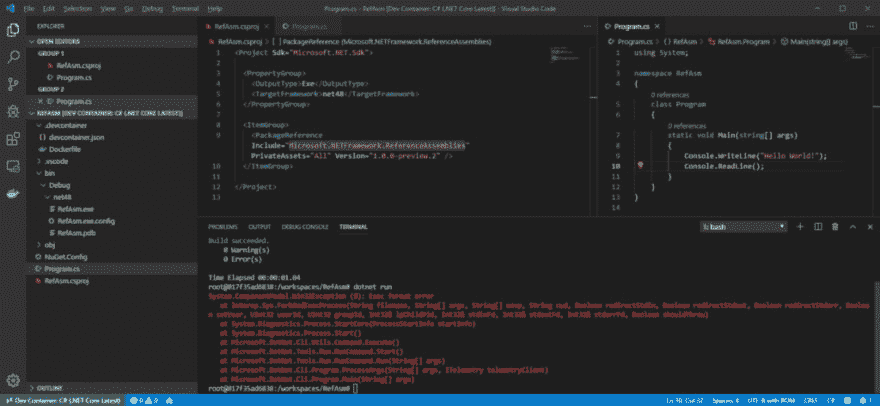 File Edit Selection View Go Debug Terminal Help
Program.cs - RefAsm [Dev Container: C# (.NET Core Latest)] - Visual Studio Code
EXPLORER
OPEN EDITORS
GROUP 1
RefAsm.csproj
Program.cs
GROUP 2
Program.cs
REFASM [DEV CONTAINER: C# (.NET CORE LATEST)]
.devcontainer
devcontainer.json
Dockerfile
.vscode
bin
Debug
net48
RefAsm.exe
RefAsm.exe.config
RefAsm.pdb
obj
NuGet.Config
Program.cs
RefAsm.csproj
OUTLINE
RefAsm.csproj
Program.cs
RefAsm.csproj > PackageReference (Microsoft.NETFramework.ReferenceAssemblies)
1 <Project Sdk="Microsoft.NET.Sdk">
2
3 <PropertyGroup>
4 <OutputType>Exe</OutputType>
5 <TargetFramework>net48</TargetFramework>
6 </PropertyGroup>
7
8 <ItemGroup>
9 <PackageReference
10 Include="Microsoft.NETFramework.ReferenceAssemblies"
11 PrivateAssets="All" Version="1.0.0-preview.2" />
</ItemGroup>
12
</Project>
13
Program.cs
Program.cs > RefAsm > RefAsm.Program > Main(string[] args)
1 using System;
2
3 namespace RefAsm
4 {
0 references
5 class Program
6 {
0 references
7 static void Main(string[] args)
8 {
9 Console.WriteLine("Hello World!");
10 Console.ReadLine();
11 }
12 }
13 }
14
PROBLEMS OUTPUT DEBUG CONSOLE TERMINAL
1: bash
Build succeeded.
0 Warning(s)
0 Error(s)
Time Elapsed 00:00:01.04
dotnet run
System.ComponentModel.Win32Exception (8): Exec format error
at System.Diagnostics.Process.StartCore(ProcessStartInfo startInfo)
at System.Diagnostics.Process.Start()
at Microsoft.DotNet.Cli.Utils.Command.Execute()
at Microsoft.DotNet.Tools.Run.RunCommand.Start()
at Microsoft.DotNet.Tools.Run.RunCommand.Run(String[] args)
at Microsoft.DotNet.Cli.Program.ProcessArgs(String[] args, ITelemetry telemetryClient)
at Microsoft.DotNet.Cli.Program.Main(String[] args)
Dev Container: C# (.NET Core Latest)